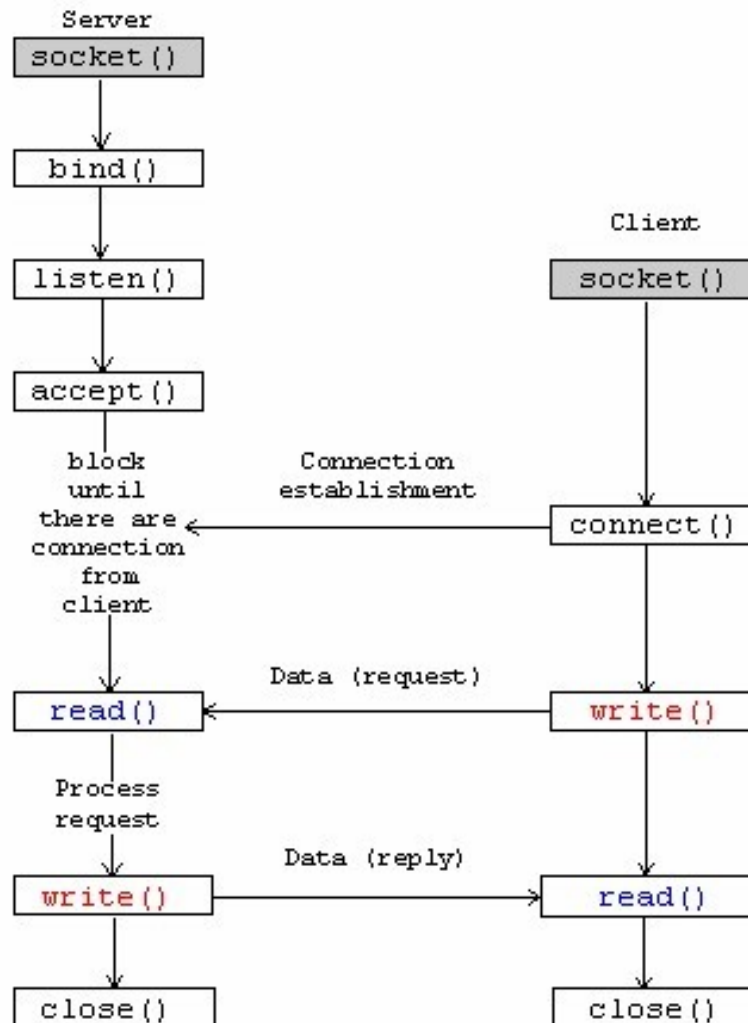 Server
socket()
bind()
listen()
accept()
block
until
there are
connection
from
client
read()
Process
request
write()
close()
Connection
establishment
Data (request)
Data (reply)
Client
socket()
connect()
write()
read()
close()